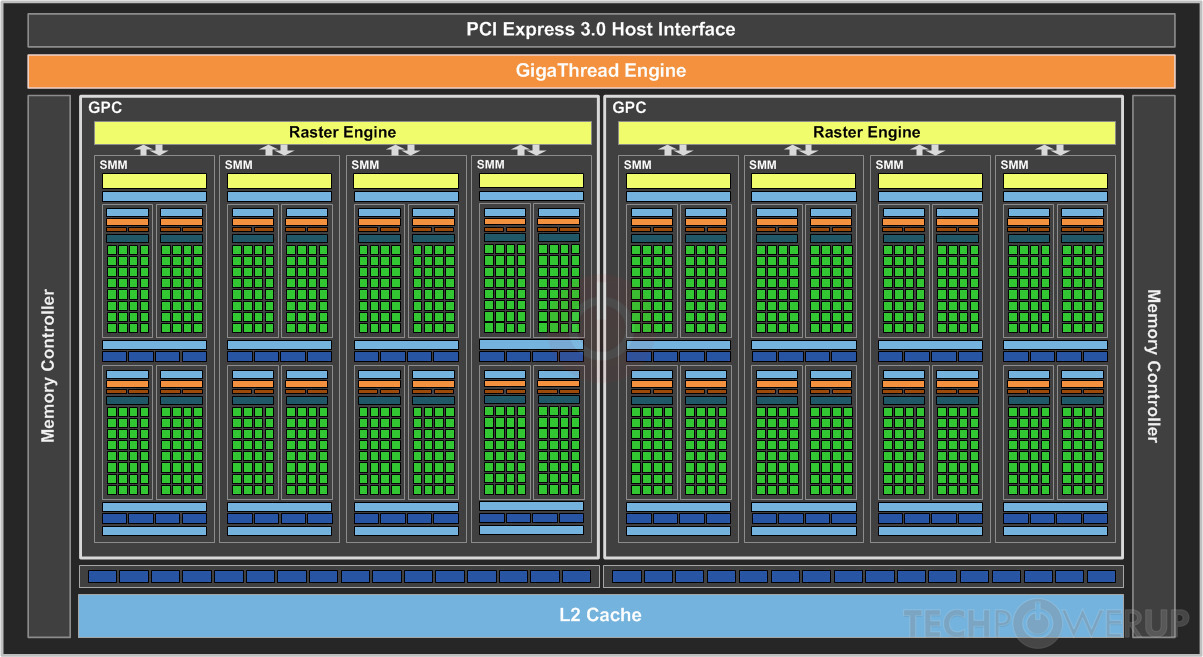 PCI Express 3.0 Host Interface
GigaThread Engine
Memory Controller
GPC
Raster Engine
SMM
SMM
SMM
SMM
GPC
Raster Engine
SMM
SMM
SMM
SMM
Memory Controller
L2 Cache
TECHPOWERUP